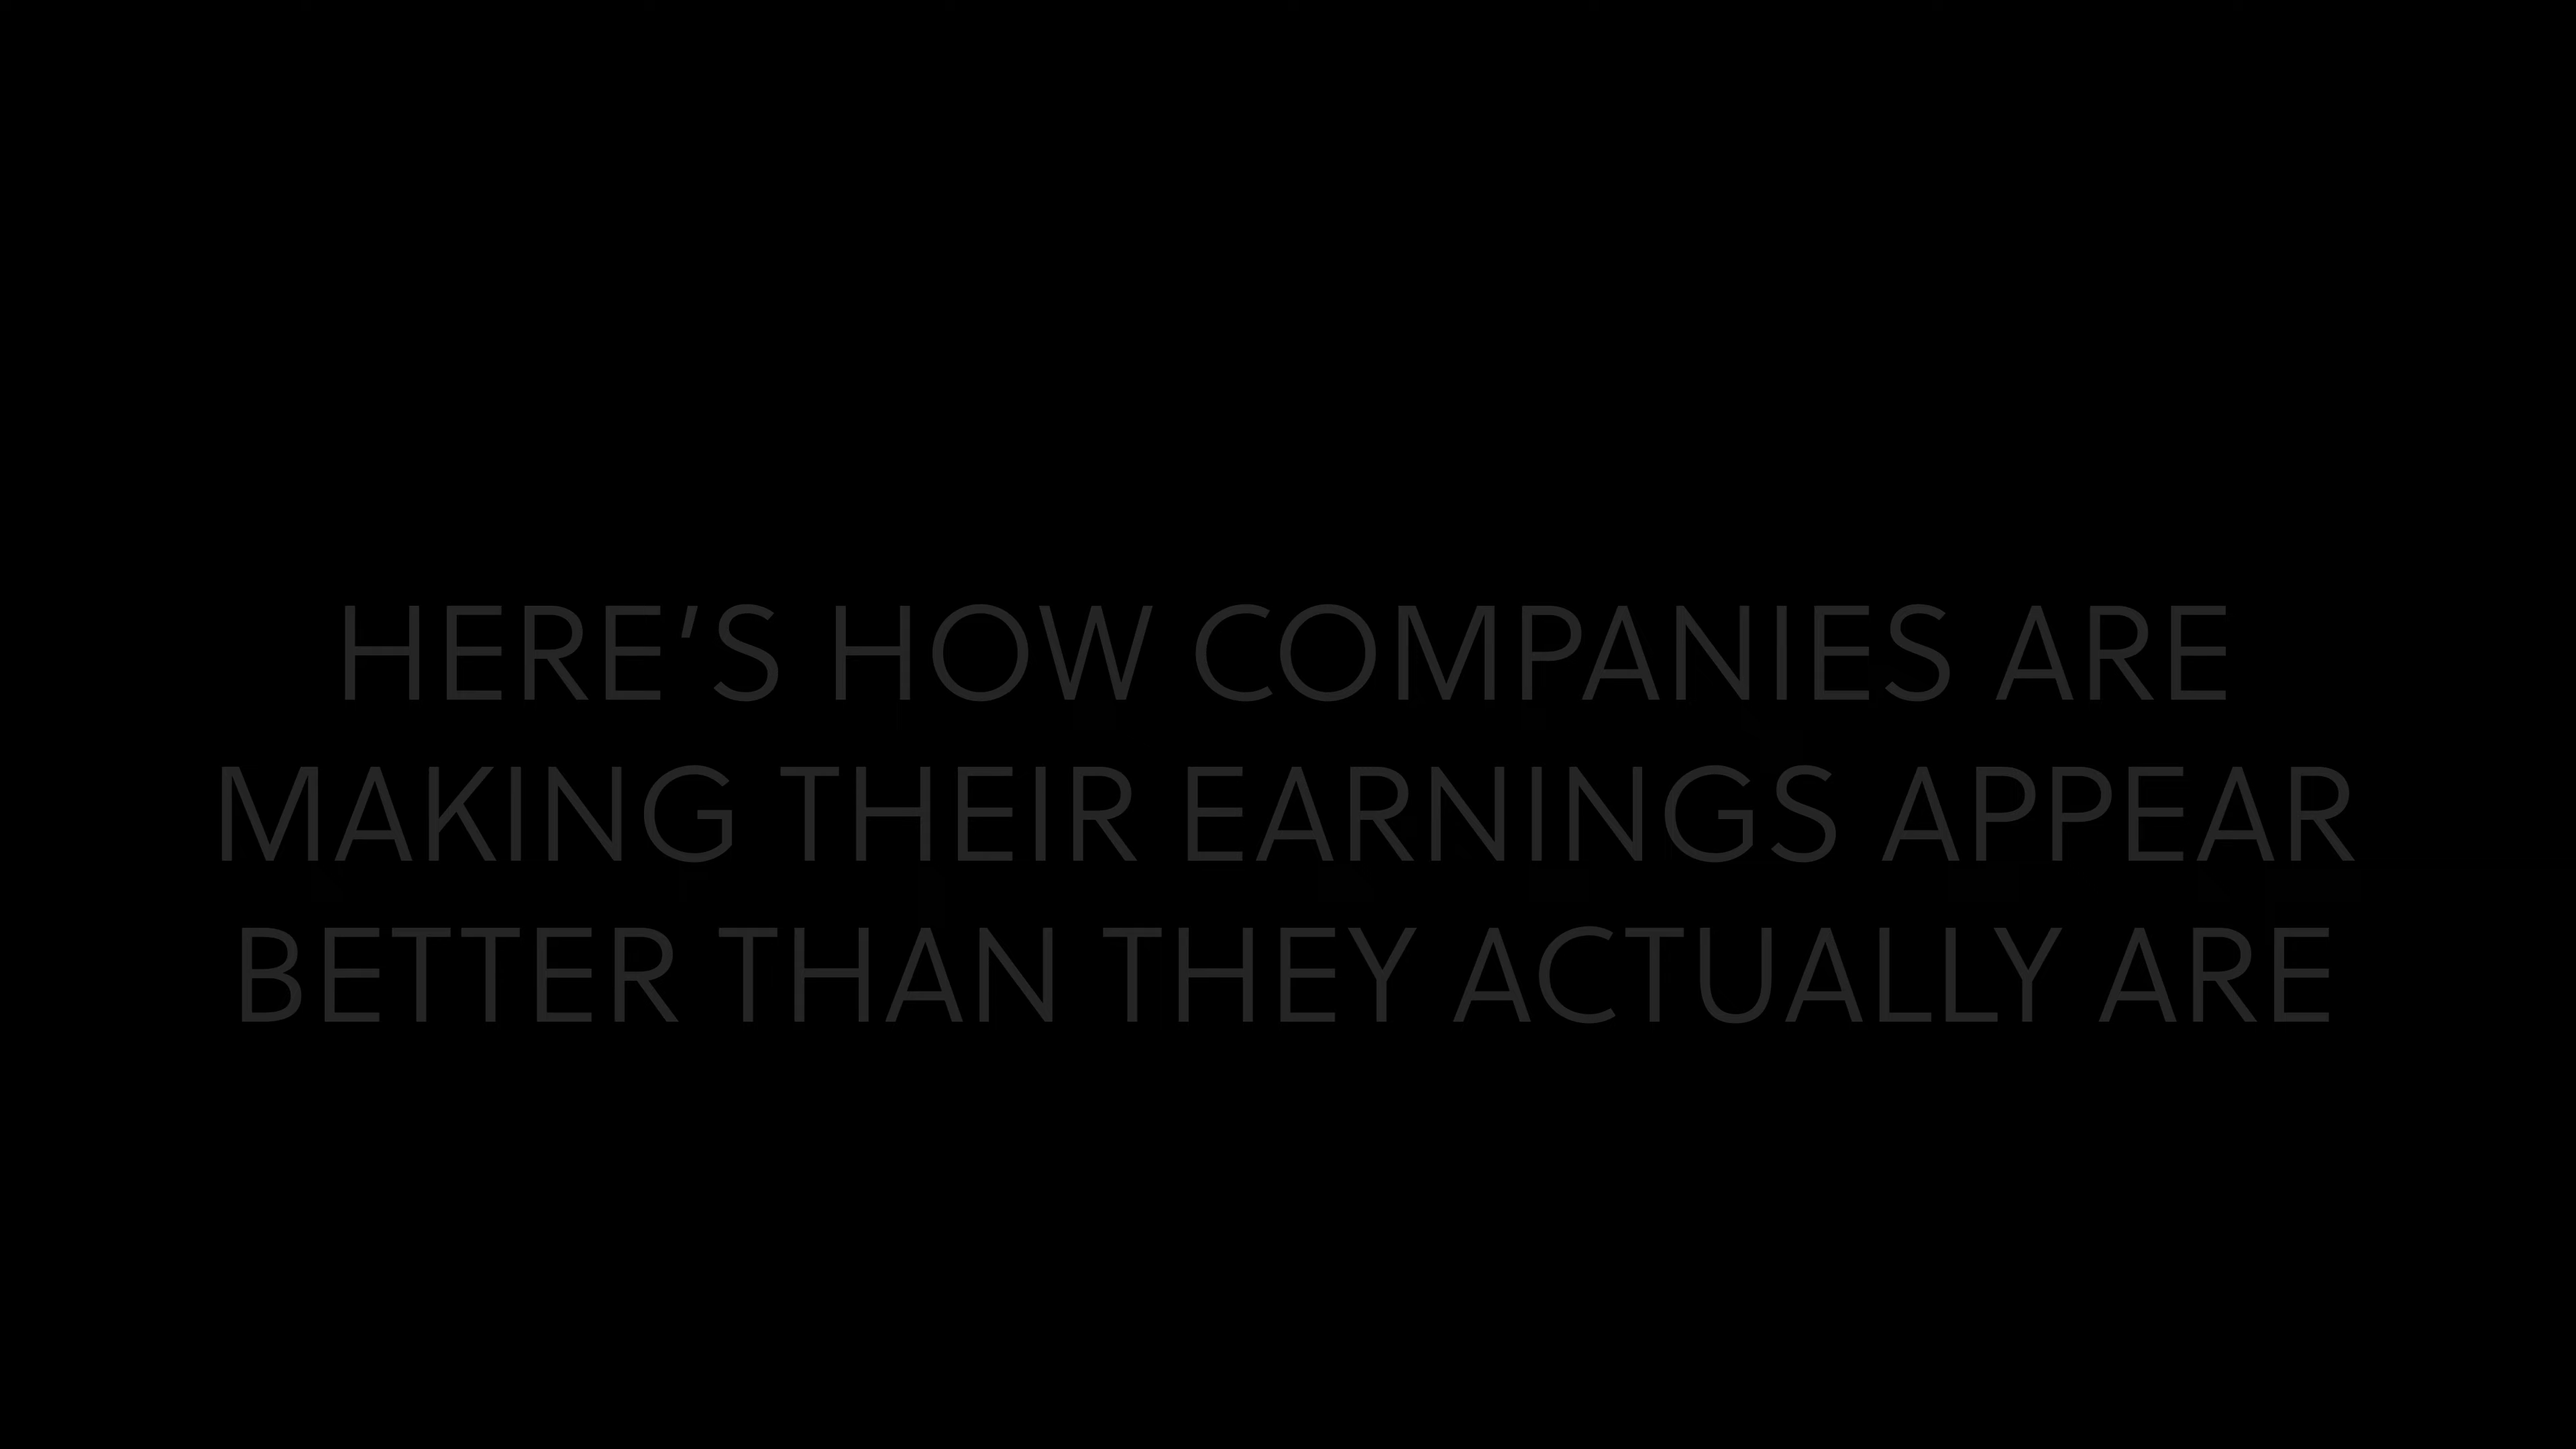 HERE'S HOW COMPANIES ARE
MAKING THEIR EARNINGS APPEAR
BETTER THAN THEY ACTUALLY ARE